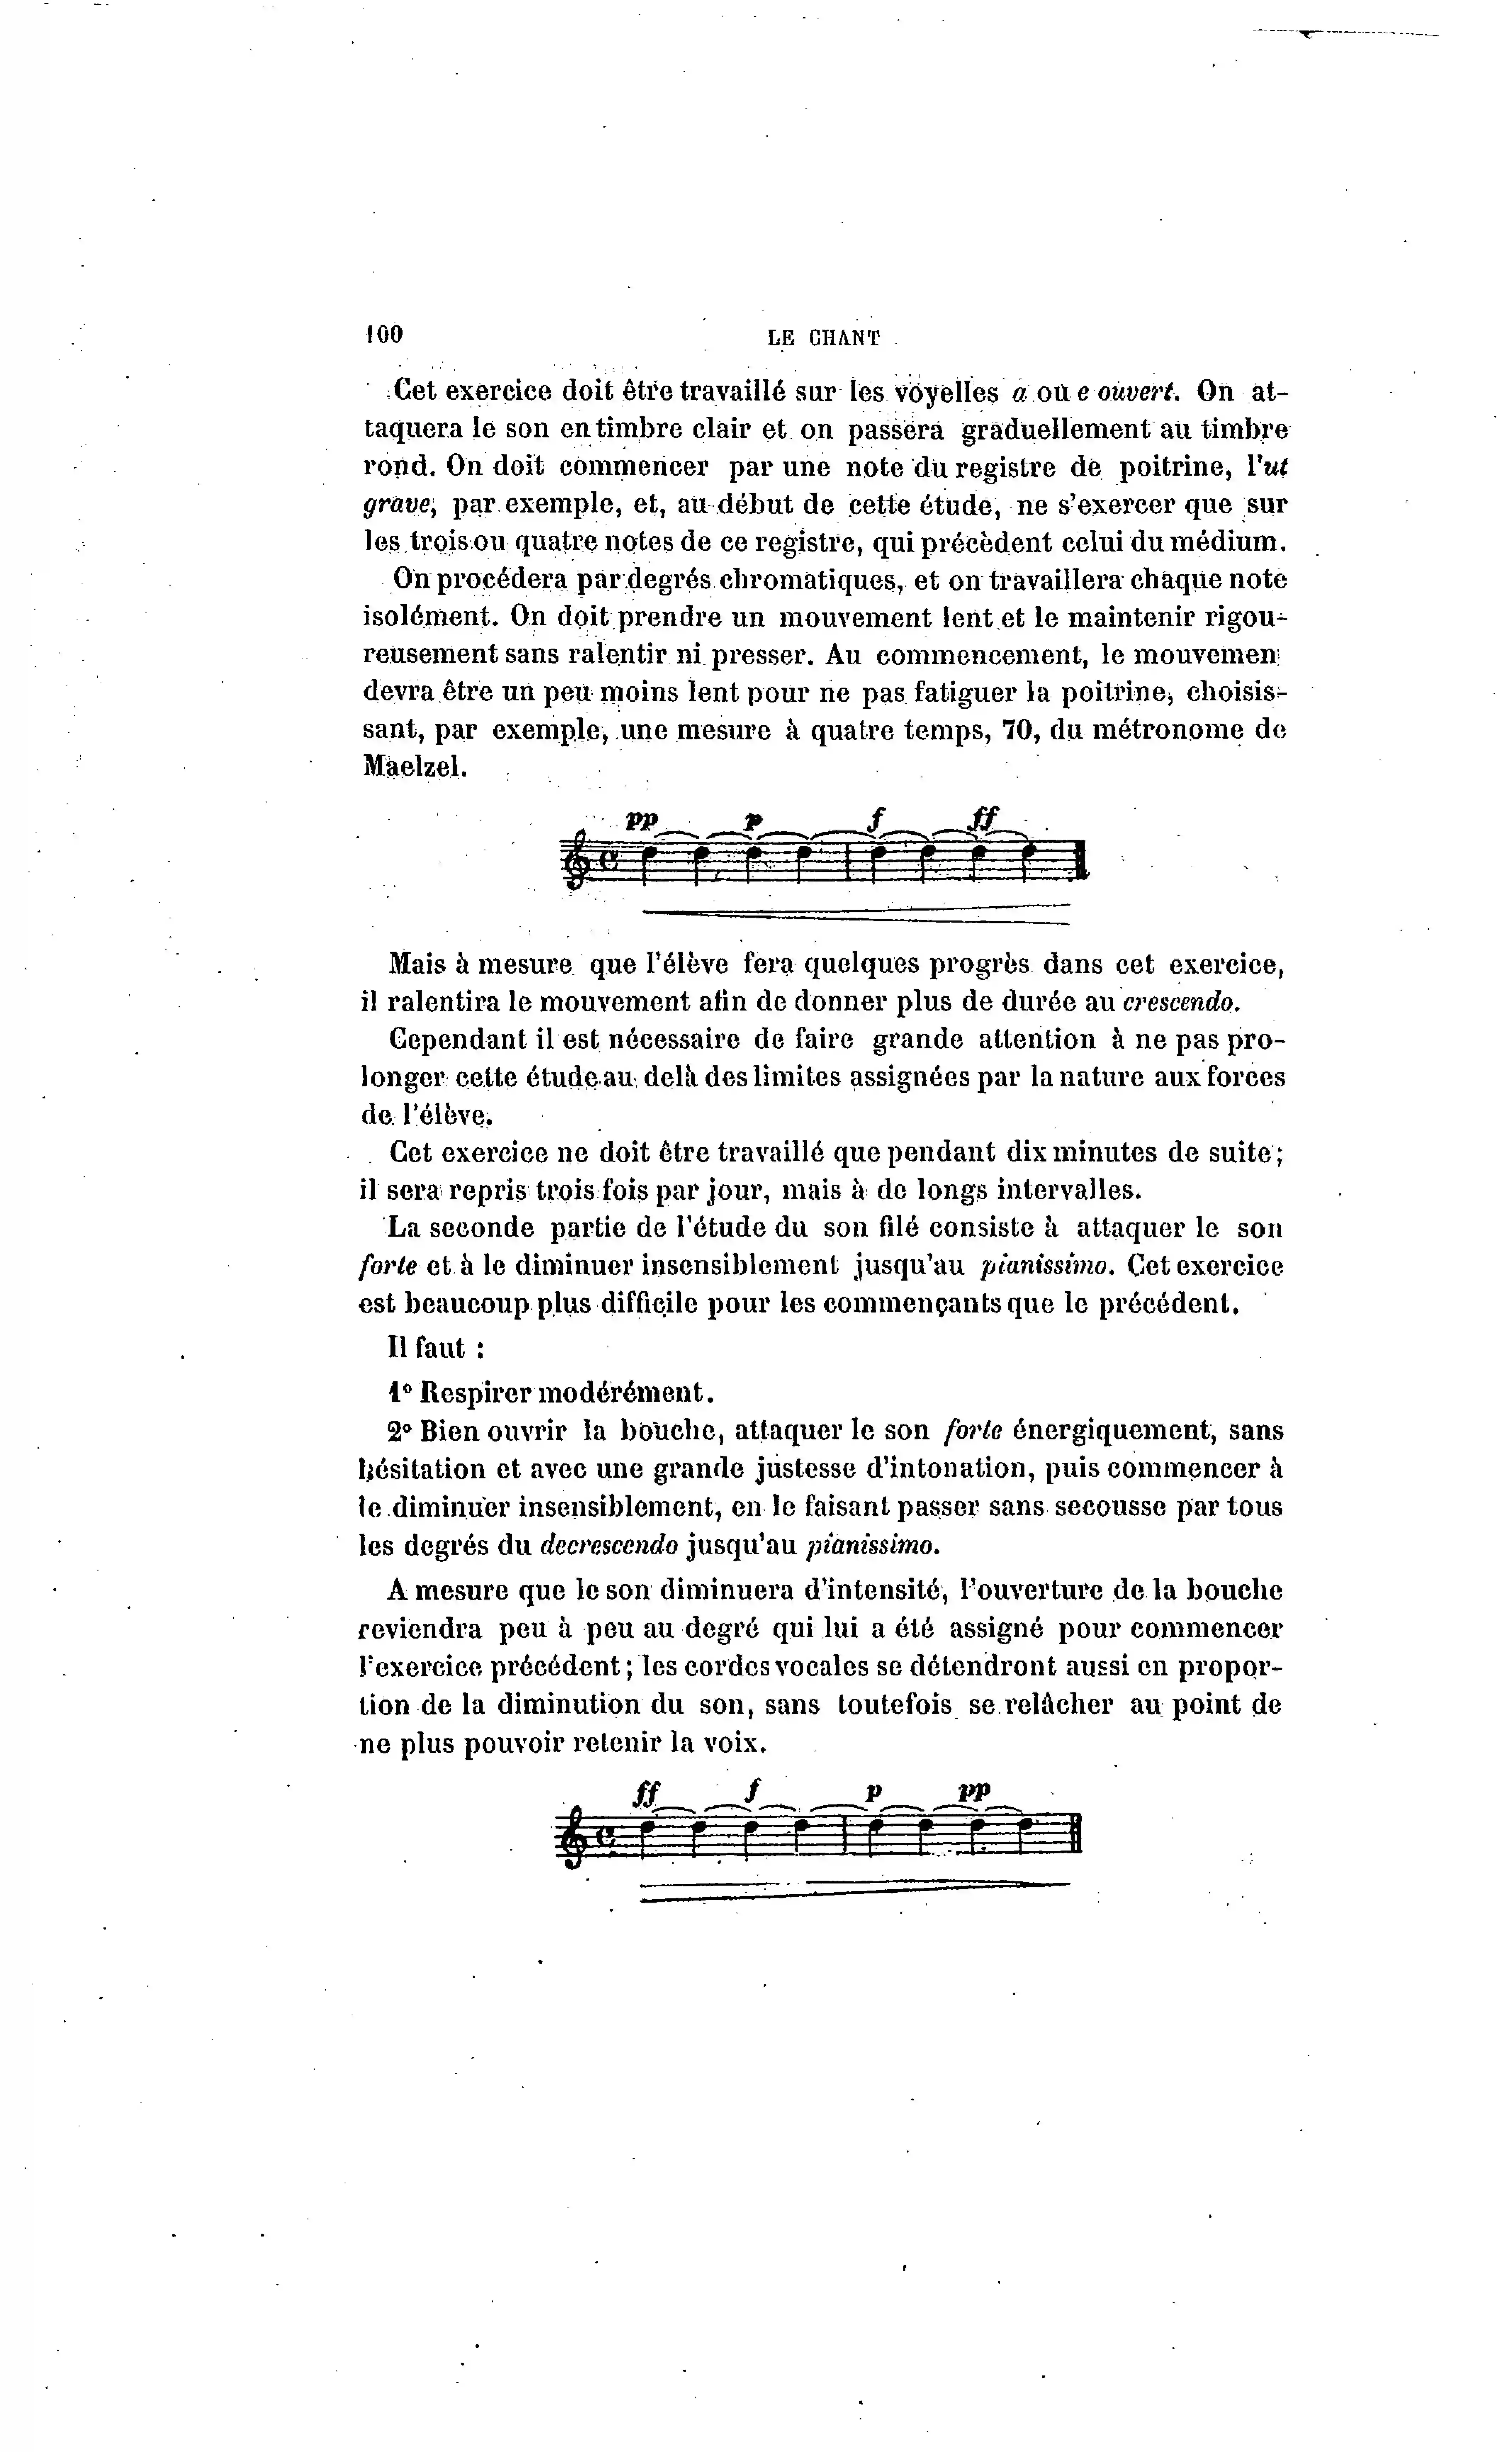 100
LE CHANT
Cet exercice doit être travaillé sur les voyelles a ou e ouvert. On at-
taquera le son en timbre clair et on passera graduellement au timbre
rond. On doit commencer par une note du registre de poitrine, l'ut
grave, par exemple, et, au début de cette étude, ne s'exercer que sur
les trois ou quatre notes de ce registre, qui précèdent celui du médium.
On procédera par degrés chromatiques, et on travaillera chaque note
isolément. On doit prendre un mouvement lent et le maintenir rigou-
reusement sans ralentir ni presser. Au commencement, le mouvemen
devra être un peu moins lent pour ne pas fatiguer la poitrine, choisis-
sant, par exemple, une mesure à quatre temps, 70, du métronome de
Maelzel.
pp p f ff
Mais à mesure que l'élève fera quelques progrès dans cet exercice,
il ralentira le mouvement afin de donner plus de durée au crescendo.
Cependant il est nécessaire de faire grande attention à ne pas pro-
longer cette étude au delà des limites assignées par la nature aux forces
de l'élève.
Cet exercice ne doit être travaillé que pendant dix minutes de suite;
il sera repris trois fois par jour, mais à de longs intervalles.
La seconde partie de l'étude du son filé consiste à attaquer le son
forte et à le diminuer insensiblement jusqu'au pianissimo. Cet exercice
est beaucoup plus difficile pour les commençants que le précédent.
Il faut :
1° Respirer modérément.
2° Bien ouvrir la bouche, attaquer le son forte énergiquement, sans
hésitation et avec une grande justesse d'intonation, puis commencer à
le diminuer insensiblement, en le faisant passer sans secousse par tous
les degrés du decrescendo jusqu'au pianissimo.
A mesure que le son diminuera d'intensité, l'ouverture de la bouche
reviendra peu à peu au degré qui lui a été assigné pour commencer
l'exercice précédent; les cordes vocales se détendront aussi en propor-
tion de la diminution du son, sans toutefois se relâcher au point de
ne plus pouvoir retenir la voix.
ff f p pp